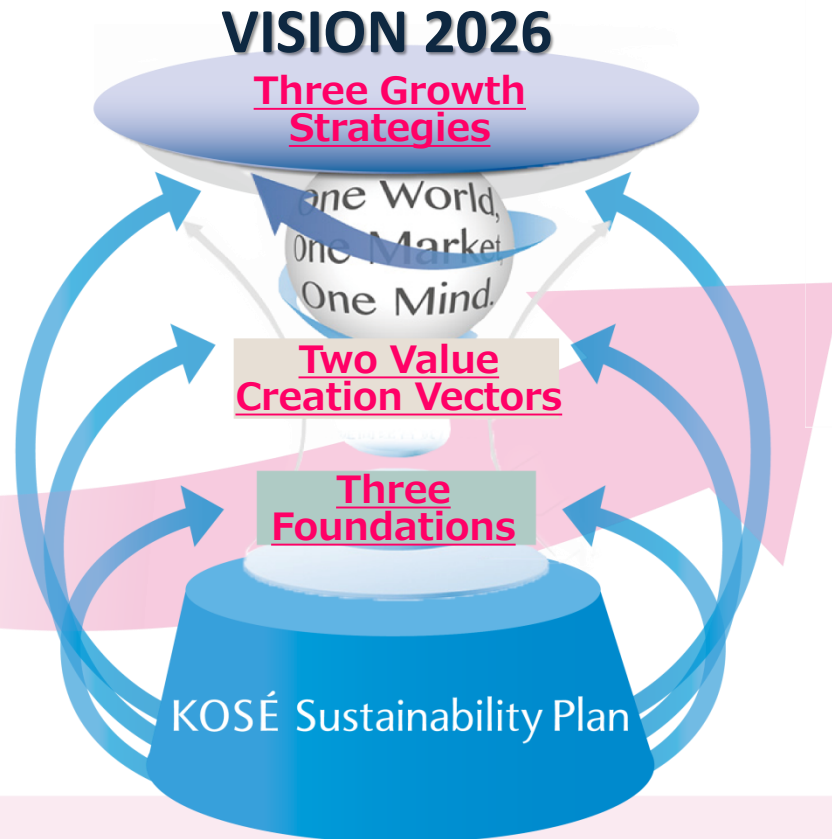 VISION 2026
Three Growth
Strategies
one World,
One Market,
One Mind.
Two Value
Creation Vectors
Three
Foundations
KOSÉ Sustainability Plan